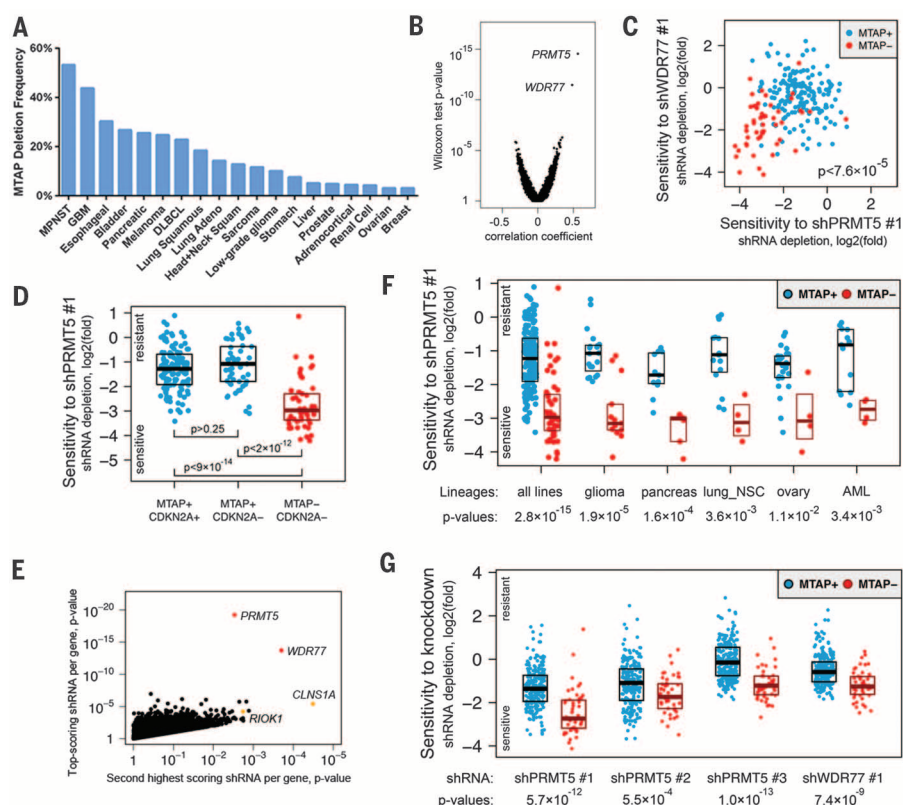 A
MTAP Deletion Frequency
60%
40%
20%
0%
MPNST
GBM
Esophageal
Bladder
Pancreatic
Melanoma
DLBCL
Lung Squamous
Lung Adeno
Head+Neck Squam
Sarcoma
Low-grade glioma
Stomach
Liver
Prostate
Adrenocortical
Renal Cell
Ovarian
Breast
B
Wilcoxon test p-value
10⁻¹⁵
10⁻¹⁰
10⁻⁵
1
PRMT5
WDR77
-0.5 0 0.5
correlation coefficient
C
Sensitivity to shWDR77 #1
shRNA depletion, log2(fold)
2
0
−2
−4
MTAP+
MTAP−
p<7.6×10⁻⁵
−4 −2 0 2
Sensitivity to shPRMT5 #1
shRNA depletion, log2(fold)
D
Sensitivity to shPRMT5 #1
shRNA depletion, log2(fold)
1
0
−1
−2
−3
−4
−5
resistant
sensitive
p>0.25
p<2×10⁻¹²
p<9×10⁻¹⁴
MTAP+ MTAP+ MTAP−
CDKN2A+ CDKN2A− CDKN2A−
E
Top-scoring shRNA per gene, p-value
10⁻²⁰
10⁻¹⁵
10⁻¹⁰
10⁻⁵
1
PRMT5
WDR77
CLNS1A
RIOK1
1 10⁻¹ 10⁻² 10⁻³ 10⁻⁴ 10⁻⁵
Second highest scoring shRNA per gene, p-value
F
Sensitivity to shPRMT5 #1
shRNA depletion, log2(fold)
1
0
−1
−2
−3
−4
resistant
sensitive
MTAP+ MTAP−
Lineages: all lines glioma pancreas lung_NSC ovary AML
p-values: 2.8×10⁻¹⁵ 1.9×10⁻⁵ 1.6×10⁻⁴ 3.6×10⁻³ 1.1×10⁻² 3.4×10⁻³
G
Sensitivity to knockdown
shRNA depletion, log2(fold)
4
2
0
−2
−4
resistant
sensitive
MTAP+ MTAP−
shRNA: shPRMT5 #1 shPRMT5 #2 shPRMT5 #3 shWDR77 #1
p-values: 5.7×10⁻¹² 5.5×10⁻⁴ 1.0×10⁻¹³ 7.4×10⁻⁹